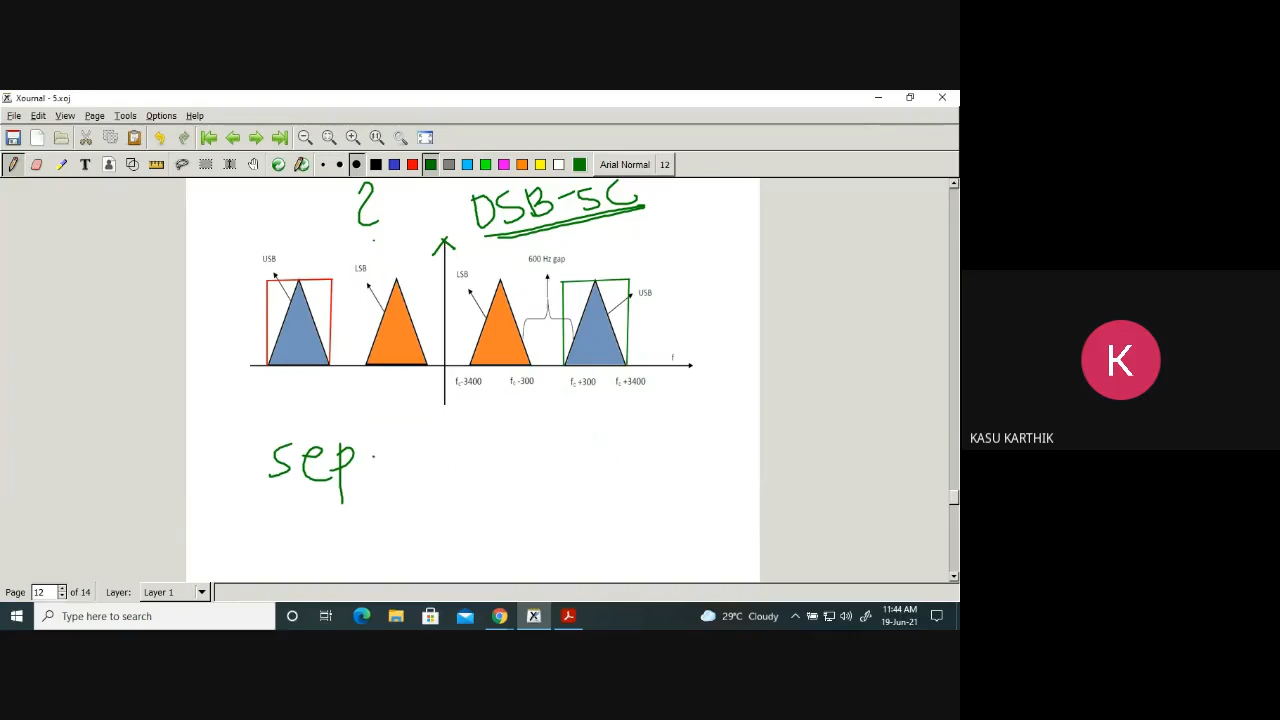 Xournal - 5.xoj
File Edit View Page Tools Options Help
Arial Normal 12
2 DSB-SC
USB LSB LSB 600 Hz gap USB
f
fc-3400 fc -300 fc +300 fc +3400
sep
K
KASU KARTHIK
Page 12 of 14 Layer: Layer 1
Type here to search
29°C Cloudy
11:44 AM
19-Jun-21